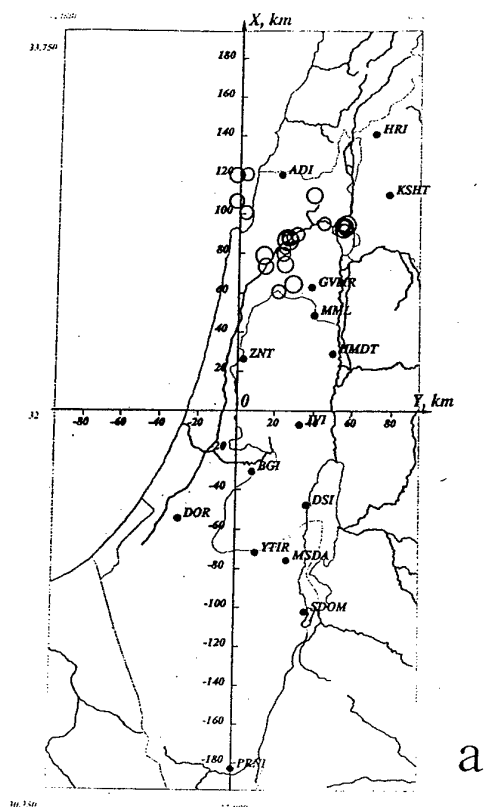 X, km
33,750
180
160
140
HRI
120
ADI
KSHT
100
80
GVMR
60
MML
40
HMDT
ZNT
20
32
0
Y, km
-80 -60 -40 -20 20 40 60 80
JVI
-20
BGI
-40
DSI
DOR
-60
YTIR
MSDA
-80
-100
SDOM
-120
-140
-160
-180
PRNI
a